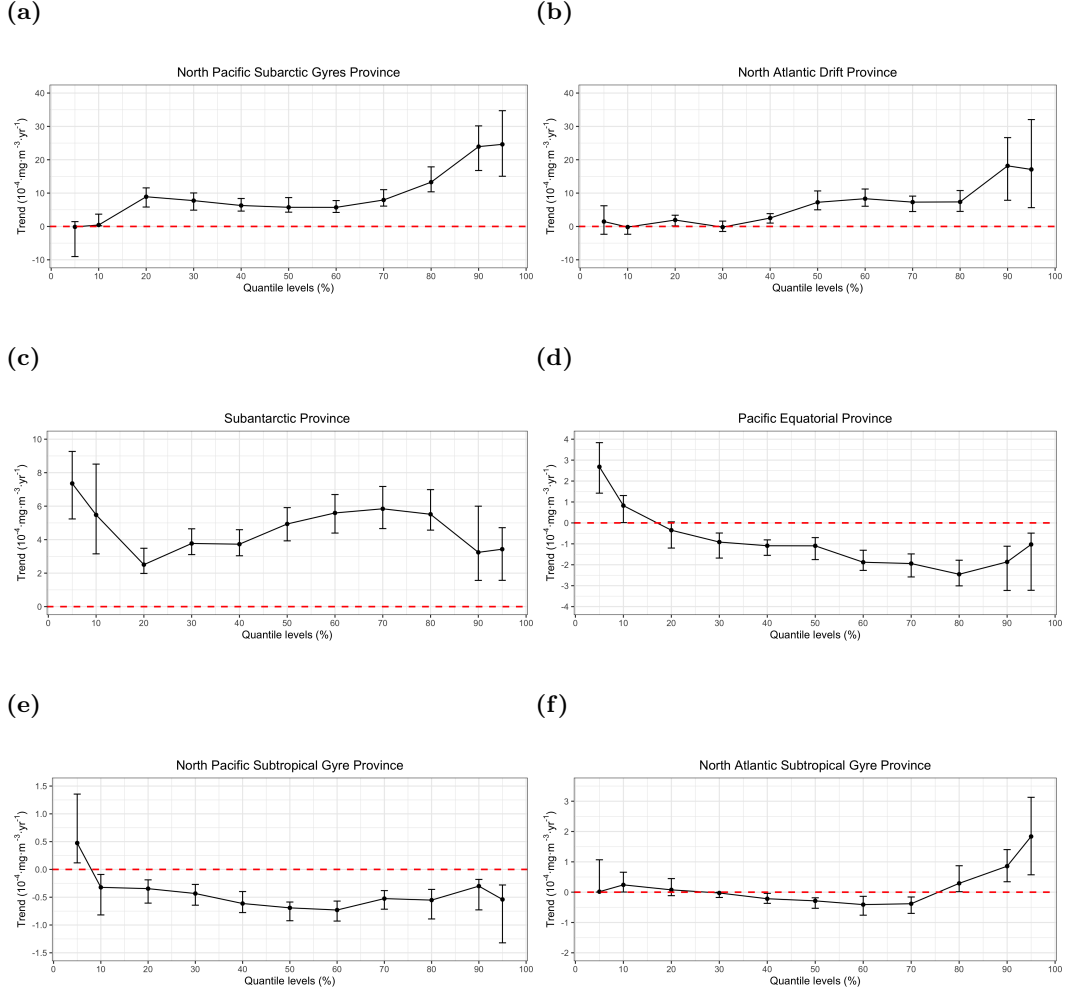 (a)
North Pacific Subarctic Gyres Province
Trend (10⁻⁴·mg·m⁻³·yr⁻¹)
40
30
20
10
0
-10
0 10 20 30 40 50 60 70 80 90 100
Quantile levels (%)
(b)
North Atlantic Drift Province
Trend (10⁻⁴·mg·m⁻³·yr⁻¹)
40
30
20
10
0
-10
0 10 20 30 40 50 60 70 80 90 100
Quantile levels (%)
(c)
Subantarctic Province
Trend (10⁻⁴·mg·m⁻³·yr⁻¹)
10
8
6
4
2
0
0 10 20 30 40 50 60 70 80 90 100
Quantile levels (%)
(d)
Pacific Equatorial Province
Trend (10⁻⁴·mg·m⁻³·yr⁻¹)
4
3
2
1
0
-1
-2
-3
-4
0 10 20 30 40 50 60 70 80 90 100
Quantile levels (%)
(e)
North Pacific Subtropical Gyre Province
Trend (10⁻⁴·mg·m⁻³·yr⁻¹)
1.5
1.0
0.5
0.0
-0.5
-1.0
-1.5
0 10 20 30 40 50 60 70 80 90 100
Quantile levels (%)
(f)
North Atlantic Subtropical Gyre Province
Trend (10⁻⁴·mg·m⁻³·yr⁻¹)
3
2
1
0
-1
-2
0 10 20 30 40 50 60 70 80 90 100
Quantile levels (%)